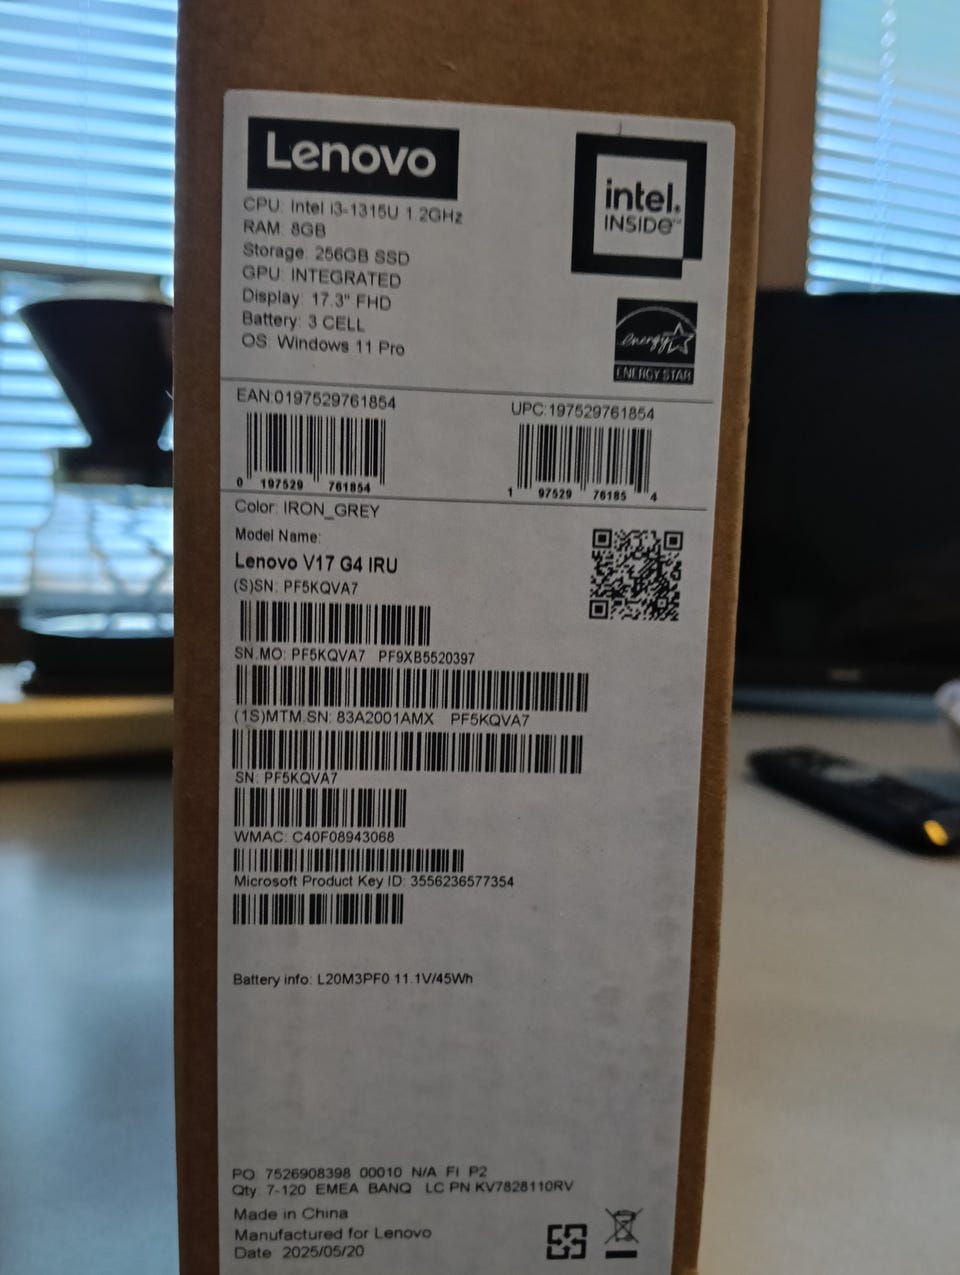 Lenovo
intel.
INSIDE™
CPU: Intel i3-1315U 1.2GHz
RAM: 8GB
Storage: 256GB SSD
GPU: INTEGRATED
Display: 17.3" FHD
Battery: 3 CELL
OS: Windows 11 Pro
energy
ENERGY STAR
EAN:0197529761854
UPC:197529761854
0 197529 761854
1 97529 76185 4
Color: IRON_GREY
Model Name:
Lenovo V17 G4 IRU
(S)SN: PF5KQVA7
SN.MO: PF5KQVA7 PF9XB5520397
(1S)MTM.SN: 83A2001AMX PF5KQVA7
SN: PF5KQVA7
WMAC: C40F08943068
Microsoft Product Key ID: 3556236577354
Battery info: L20M3PF0 11.1V/45Wh
PO 7526908398 00010 N/A FI P2
Qty 7-120 EMEA BANQ LC PN KV7828110RV
Made in China
Manufactured for Lenovo
Date 2025/05/20